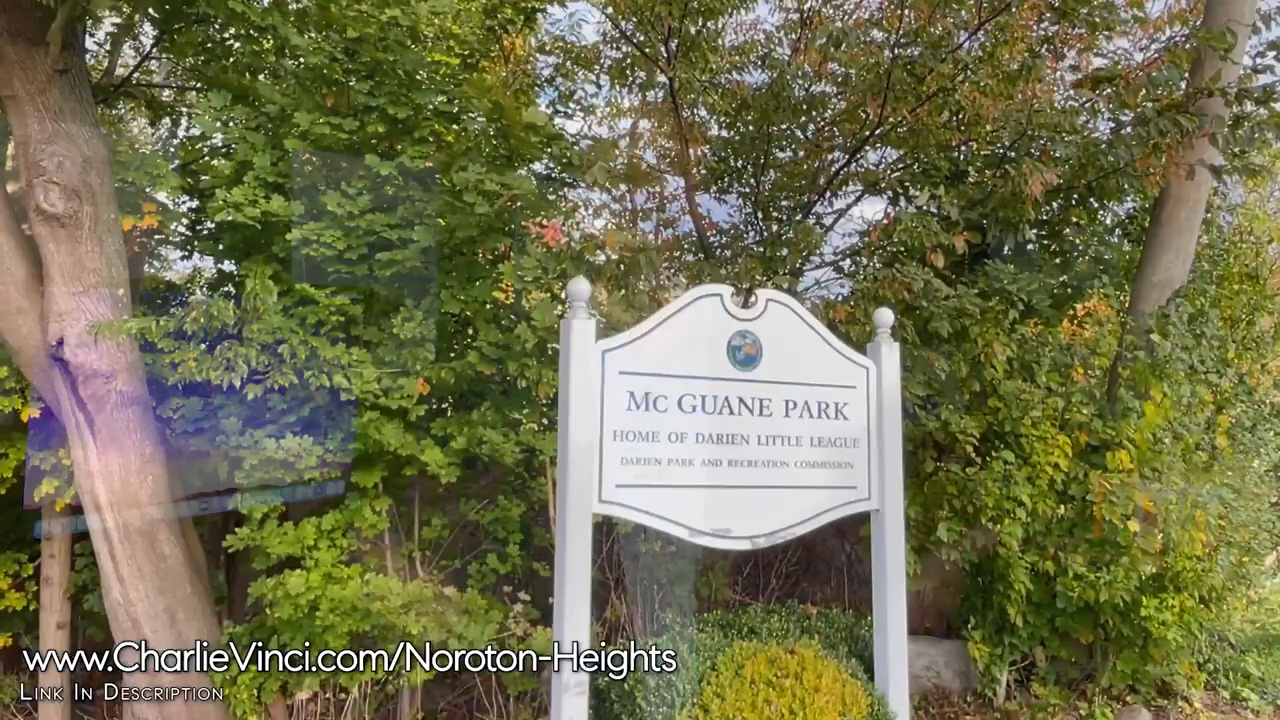 Mc GUANE PARK
HOME OF DARIEN LITTLE LEAGUE
DARIEN PARK AND RECREATION COMMISSION
www.CharlieVinci.com/Noroton-Heights
Link In Description